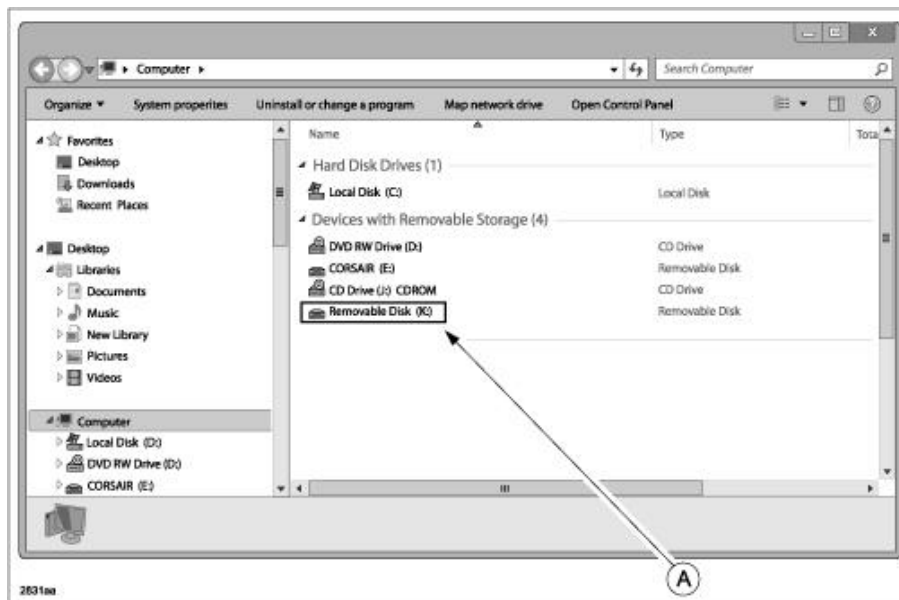 Computer
Search Computer
Organize
System properites
Uninstall or change a program
Map network drive
Open Control Panel
Favorites
Desktop
Downloads
Recent Places
Desktop
Libraries
Documents
Music
New Library
Pictures
Videos
Computer
Local Disk (D:)
DVD RW Drive (D:)
CORSAIR (E:)
Name
Type
Tota
Hard Disk Drives (1)
Local Disk (C:)
Local Disk
Devices with Removable Storage (4)
DVD RW Drive (D:)
CD Drive
CORSAIR (E:)
Removable Disk
CD Drive (J:) CDROM
CD Drive
Removable Disk (K:)
Removable Disk
A
2831aa